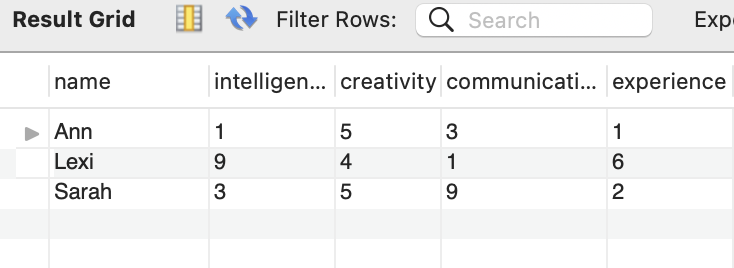 Result Grid Filter Rows: Search Expo
name intelligen... creativity communicati... experience
Ann 1 5 3 1
Lexi 9 4 1 6
Sarah 3 5 9 2